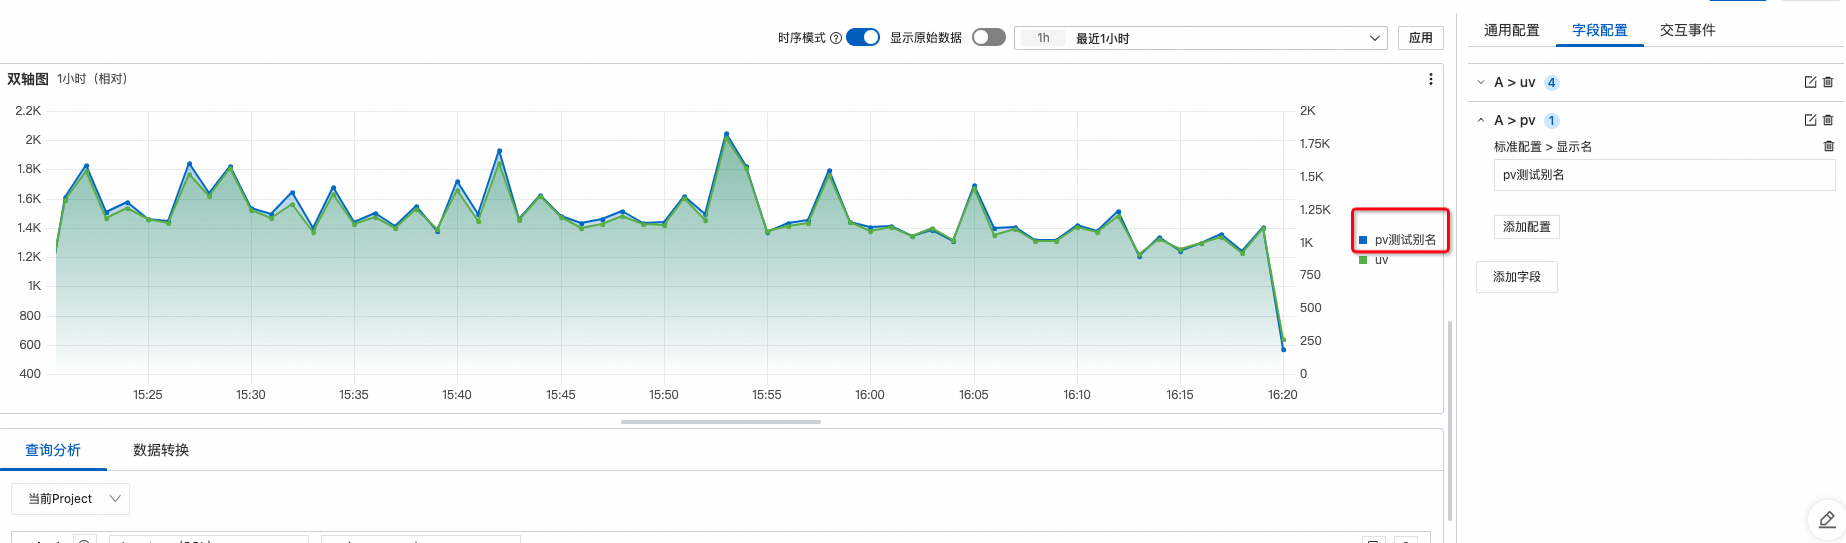 时序模式
显示原始数据
1h 最近1小时
应用
通用配置
字段配置
交互事件
双轴图 1小时（相对）
2.2K
2K
1.8K
1.6K
1.4K
1.2K
1K
800
600
400
2K
1.75K
1.5K
1.25K
1K
750
500
250
0
15:25
15:30
15:35
15:40
15:45
15:50
15:55
16:00
16:05
16:10
16:15
16:20
pv测试别名
uv
A > uv 4
A > pv 1
标准配置 > 显示名
pv测试别名
添加配置
添加字段
查询分析
数据转换
当前Project